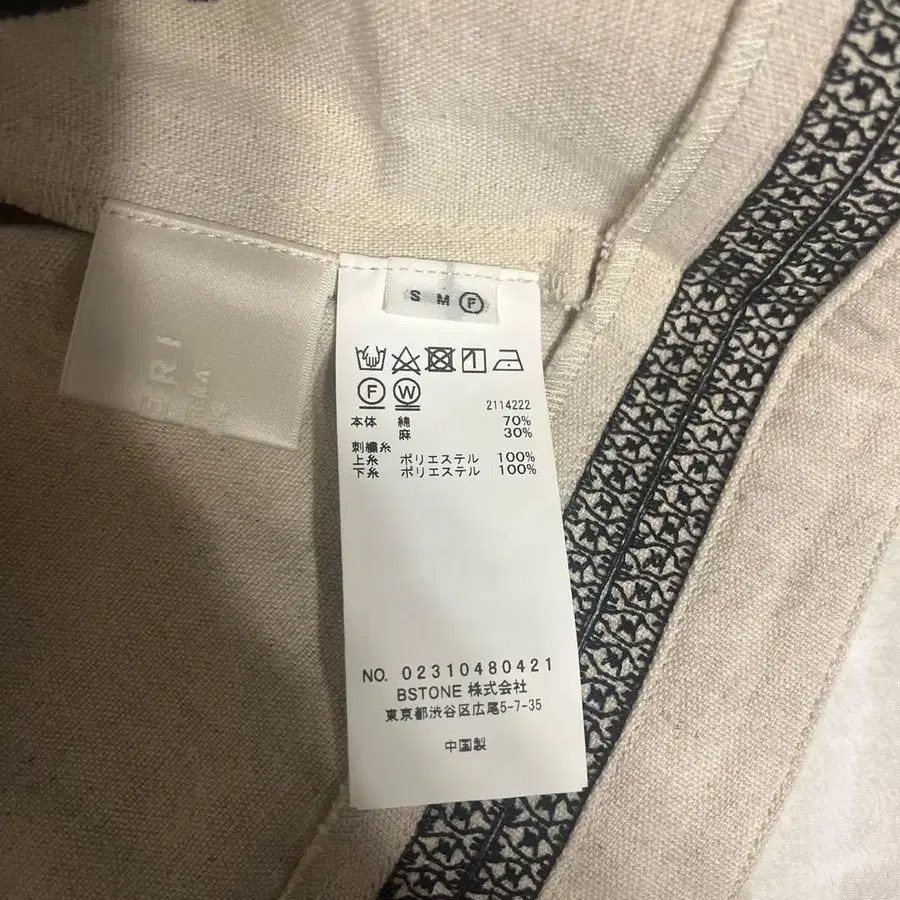 S M F
F W
2114222
本体 綿 70%
麻 30%
刺繍糸
上糸 ポリエステル 100%
下糸 ポリエステル 100%
NO. 02310480421
BSTONE 株式会社
東京都渋谷区広尾5-7-35
中国製